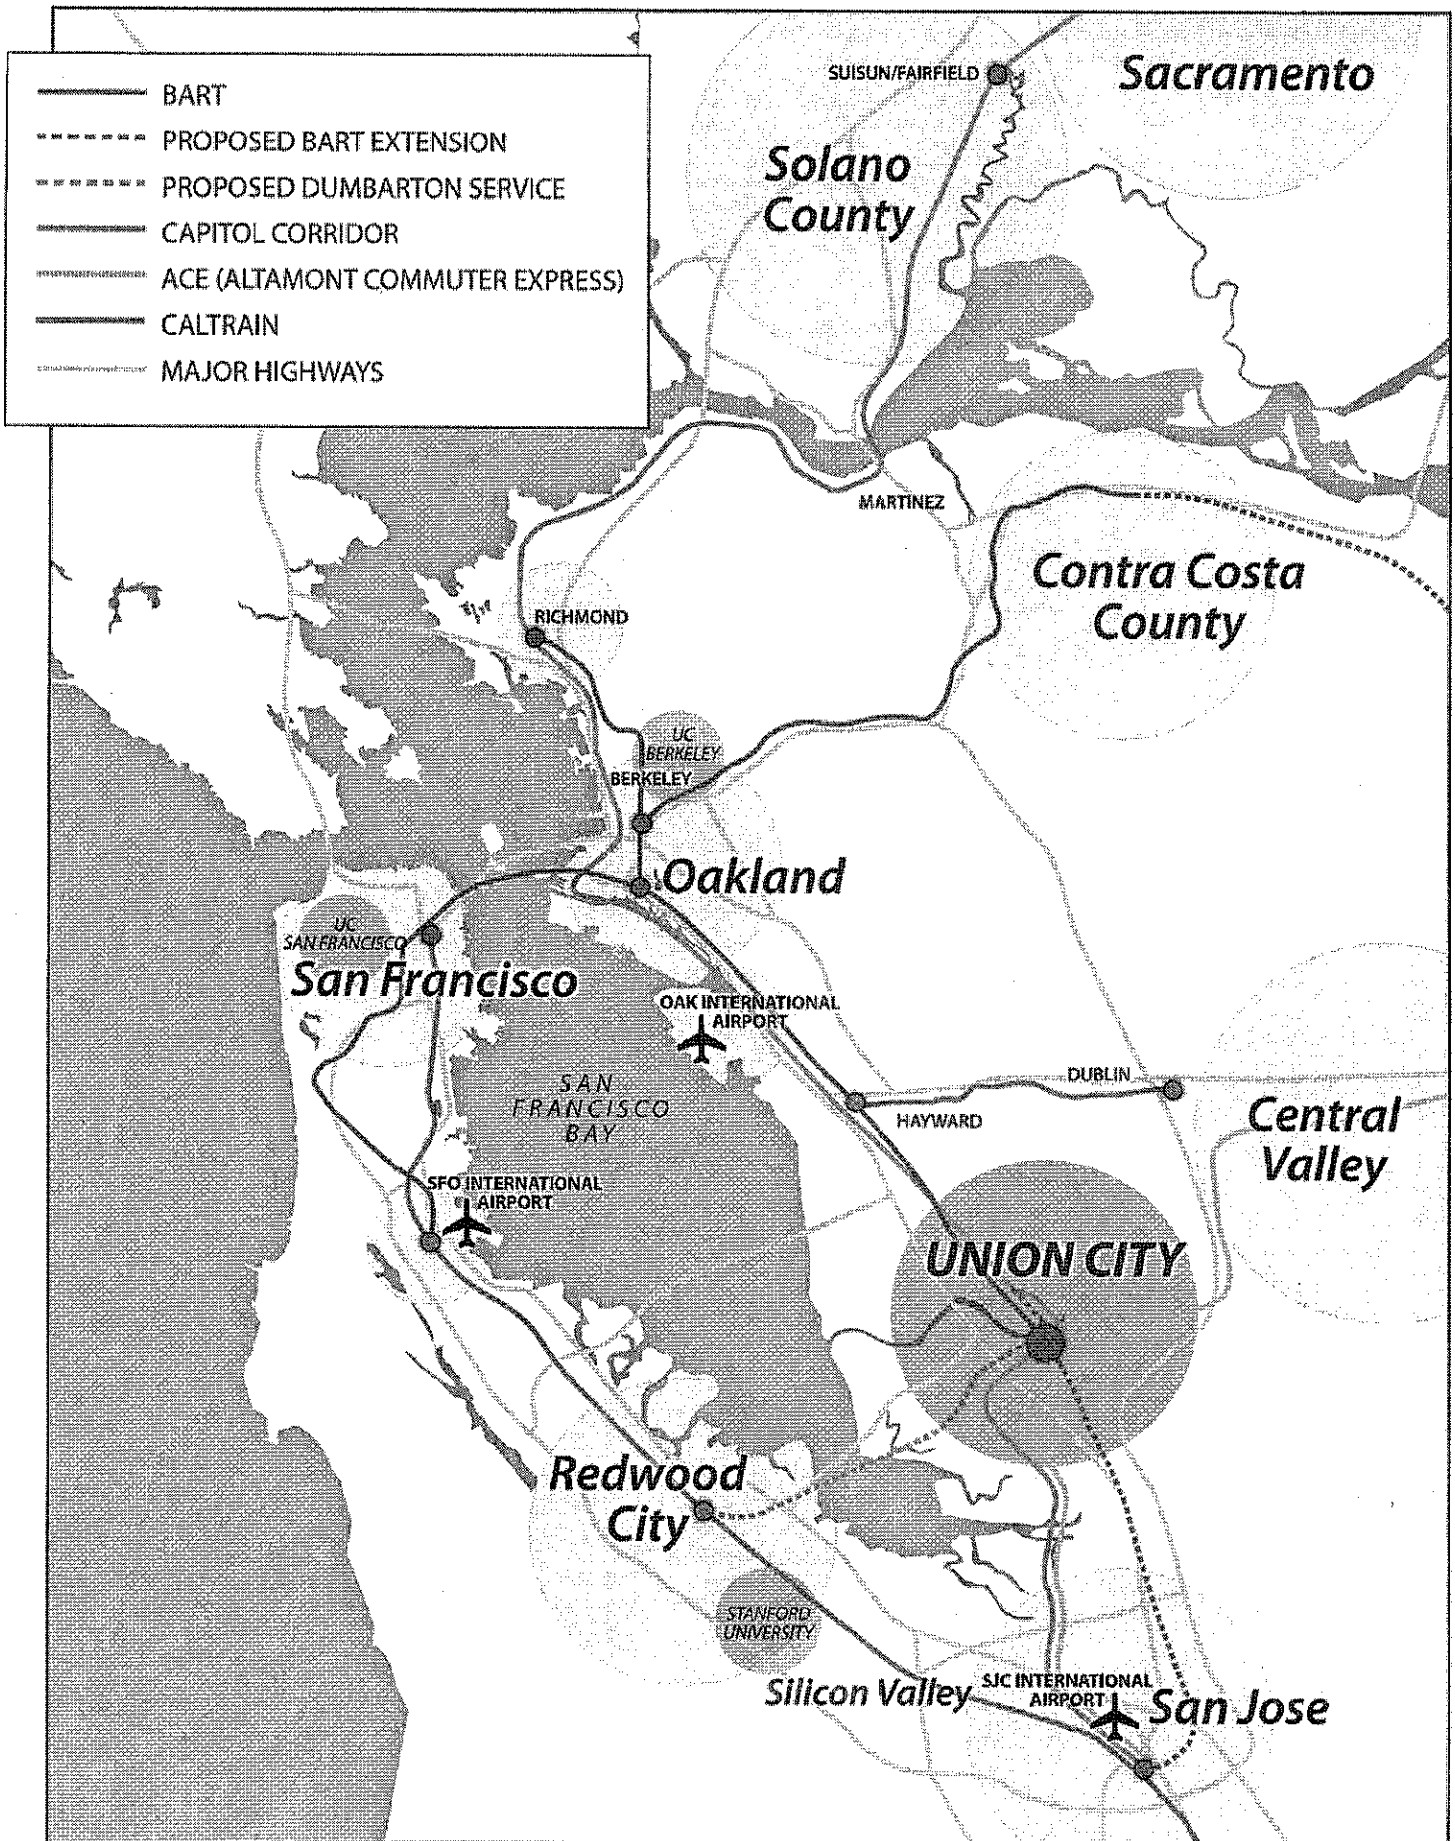 BART
PROPOSED BART EXTENSION
PROPOSED DUMBARTON SERVICE
CAPITOL CORRIDOR
ACE (ALTAMONT COMMUTER EXPRESS)
CALTRAIN
MAJOR HIGHWAYS
SUISUN/FAIRFIELD
Sacramento
Solano
County
MARTINEZ
Contra Costa
County
RICHMOND
UC
BERKELEY
BERKELEY
Oakland
UC
SAN FRANCISCO
San Francisco
OAK INTERNATIONAL
AIRPORT
SAN
FRANCISCO
BAY
DUBLIN
HAYWARD
Central
Valley
SFO INTERNATIONAL
AIRPORT
UNION CITY
Redwood
City
STANFORD
UNIVERSITY
Silicon Valley
SJC INTERNATIONAL
AIRPORT
San Jose